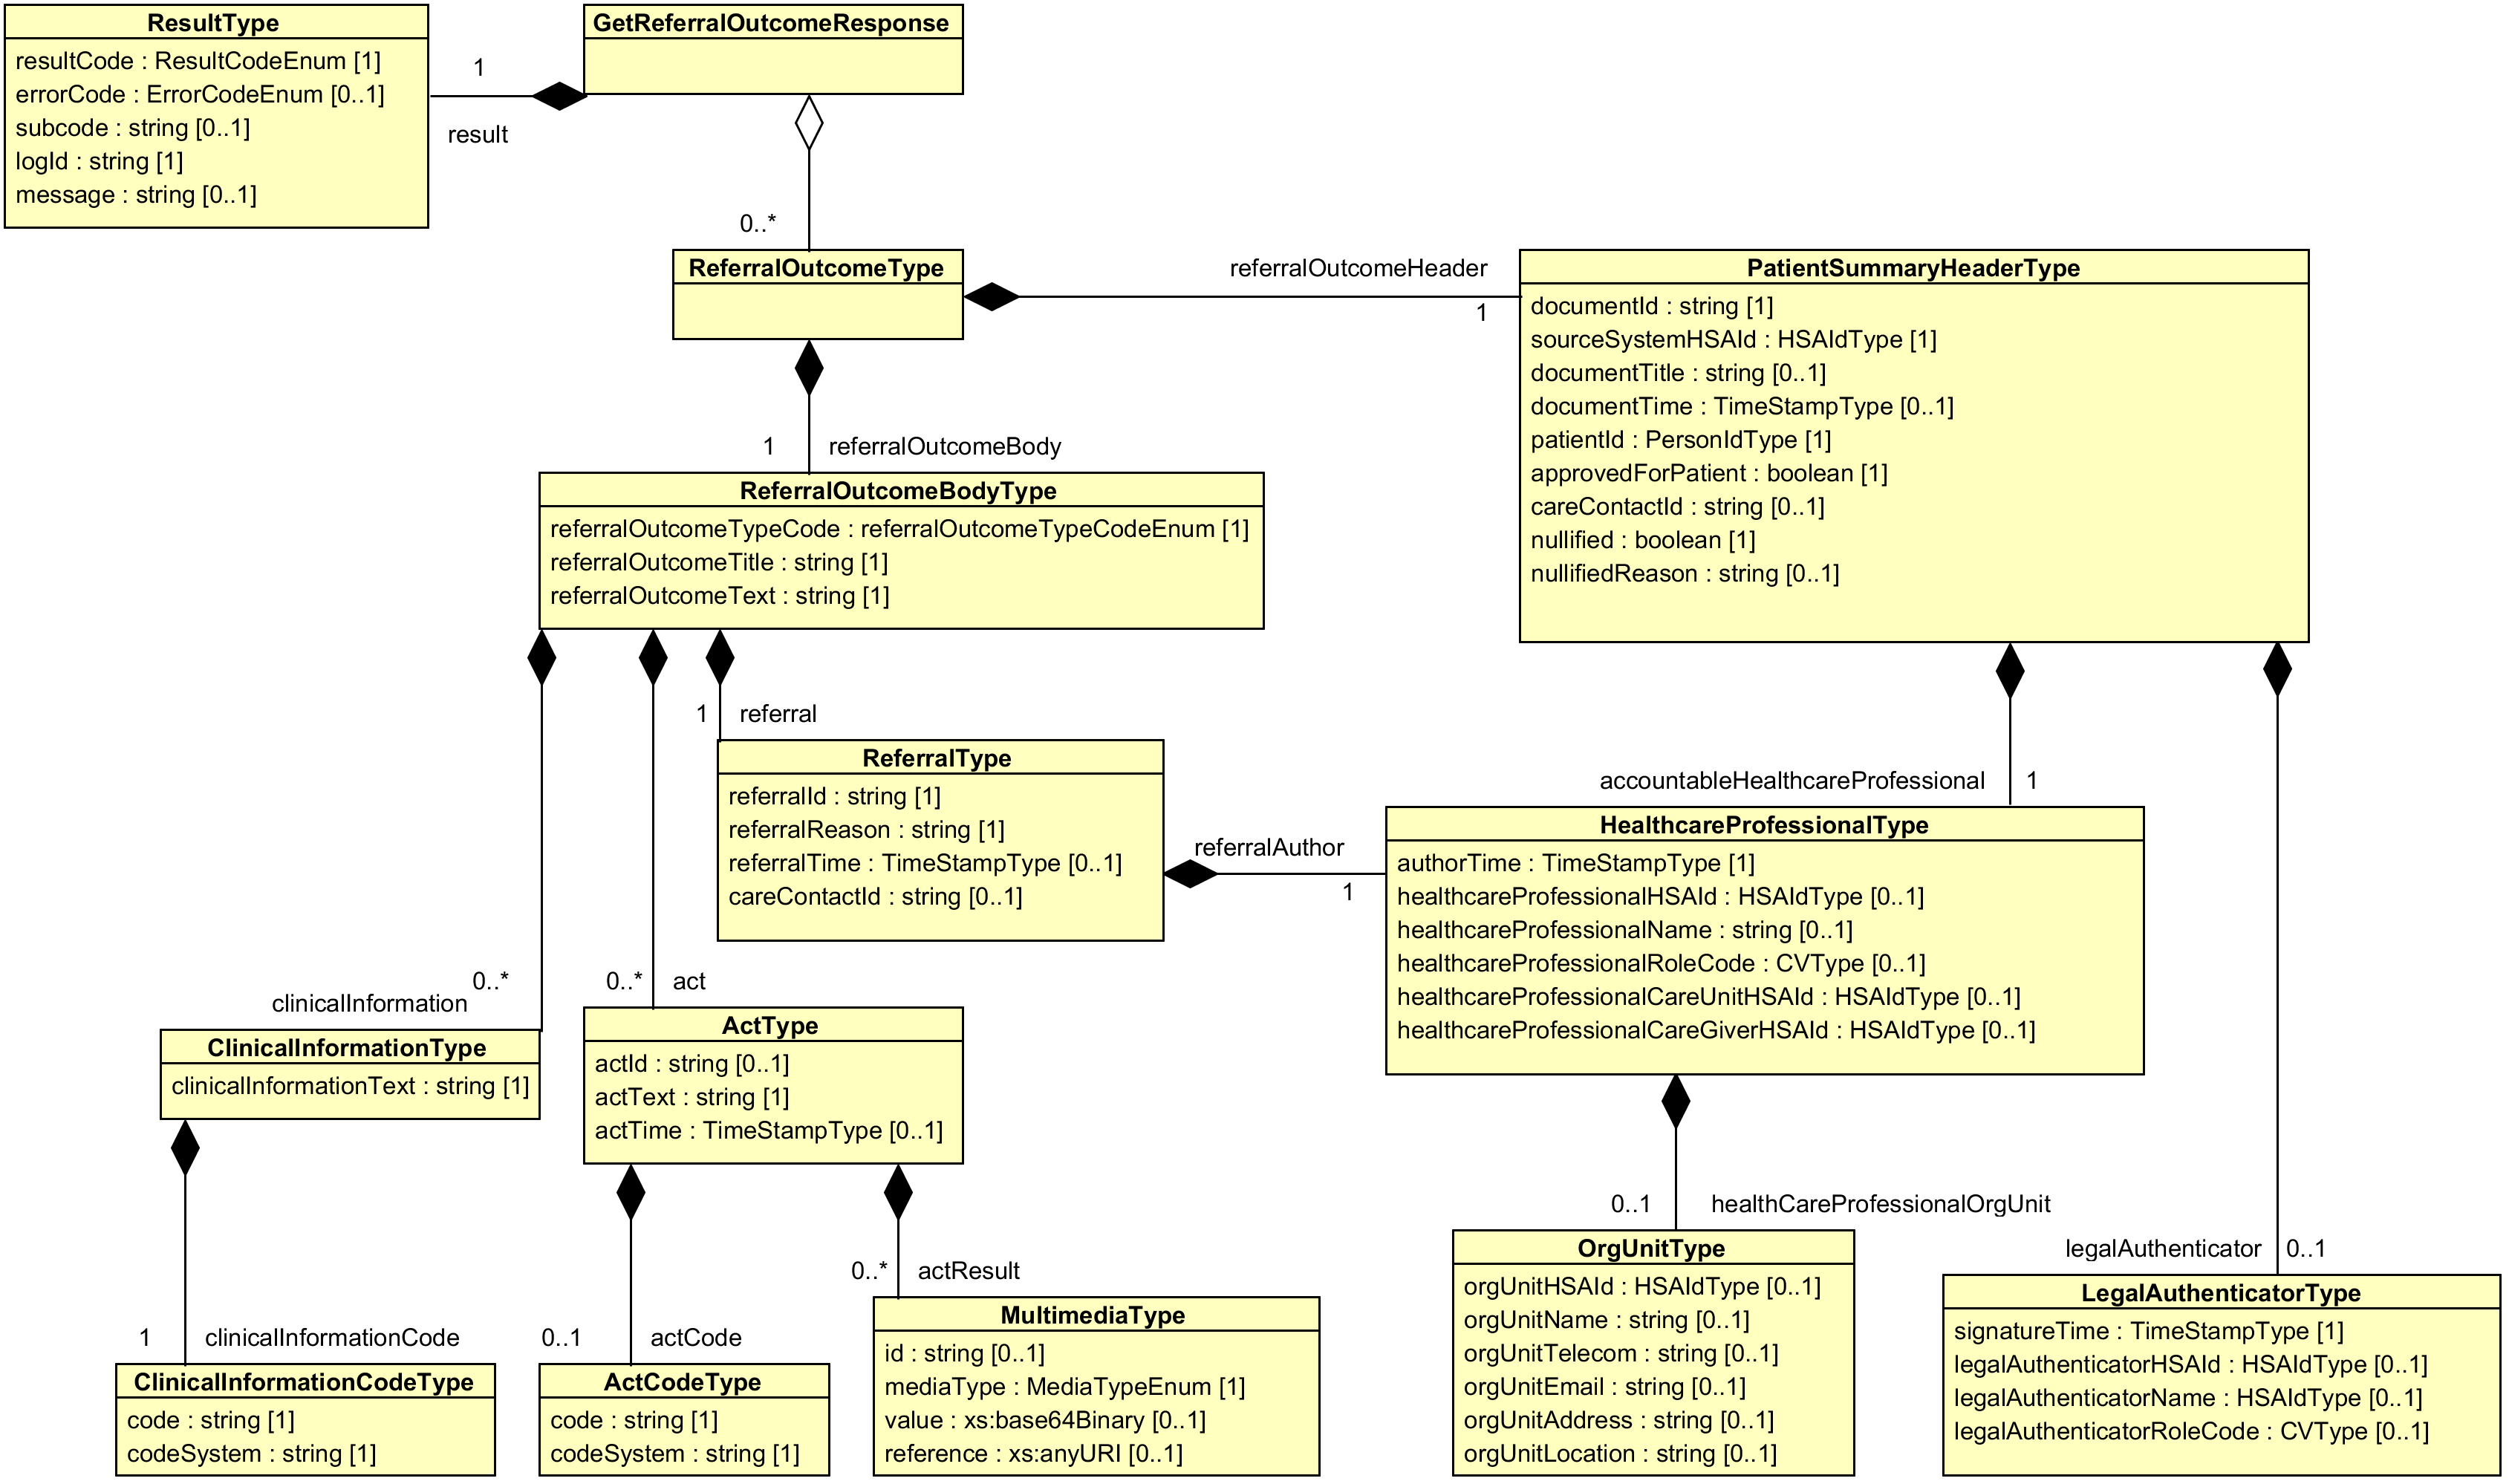 ResultType
resultCode : ResultCodeEnum [1]
errorCode : ErrorCodeEnum [0..1]
subcode : string [0..1]
logId : string [1]
message : string [0..1]
1
result
GetReferralOutcomeResponse
0..*
ReferralOutcomeType
referralOutcomeHeader
1
PatientSummaryHeaderType
documentId : string [1]
sourceSystemHSAId : HSAIdType [1]
documentTitle : string [0..1]
documentTime : TimeStampType [0..1]
patientId : PersonIdType [1]
approvedForPatient : boolean [1]
careContactId : string [0..1]
nullified : boolean [1]
nullifiedReason : string [0..1]
1 referralOutcomeBody
ReferralOutcomeBodyType
referralOutcomeTypeCode : referralOutcomeTypeCodeEnum [1]
referralOutcomeTitle : string [1]
referralOutcomeText : string [1]
1 referral
ReferralType
referralId : string [1]
referralReason : string [1]
referralTime : TimeStampType [0..1]
careContactId : string [0..1]
referralAuthor
1
accountableHealthcareProfessional 1
HealthcareProfessionalType
authorTime : TimeStampType [1]
healthcareProfessionalHSAId : HSAIdType [0..1]
healthcareProfessionalName : string [0..1]
healthcareProfessionalRoleCode : CVType [0..1]
healthcareProfessionalCareUnitHSAId : HSAIdType [0..1]
healthcareProfessionalCareGiverHSAId : HSAIdType [0..1]
0..*
clinicalInformation
0..* act
ClinicalInformationType
clinicalInformationText : string [1]
ActType
actId : string [0..1]
actText : string [1]
actTime : TimeStampType [0..1]
0..1 healthCareProfessionalOrgUnit
legalAuthenticator 0..1
0..* actResult
1 clinicalInformationCode
0..1 actCode
ClinicalInformationCodeType
code : string [1]
codeSystem : string [1]
ActCodeType
code : string [1]
codeSystem : string [1]
MultimediaType
id : string [0..1]
mediaType : MediaTypeEnum [1]
value : xs:base64Binary [0..1]
reference : xs:anyURI [0..1]
OrgUnitType
orgUnitHSAId : HSAIdType [0..1]
orgUnitName : string [0..1]
orgUnitTelecom : string [0..1]
orgUnitEmail : string [0..1]
orgUnitAddress : string [0..1]
orgUnitLocation : string [0..1]
LegalAuthenticatorType
signatureTime : TimeStampType [1]
legalAuthenticatorHSAId : HSAIdType [0..1]
legalAuthenticatorName : HSAIdType [0..1]
legalAuthenticatorRoleCode : CVType [0..1]